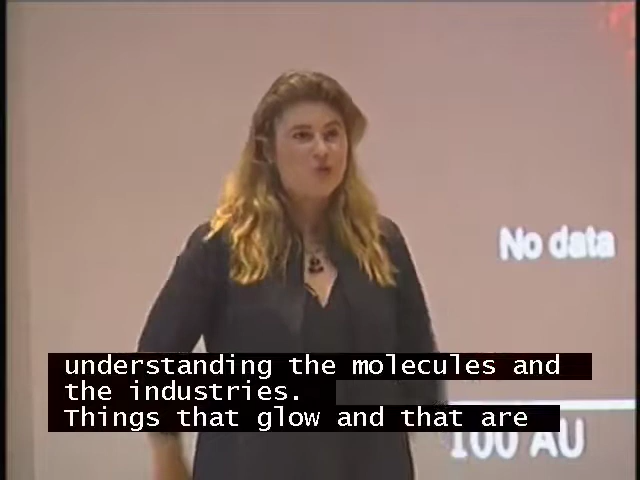 No data
understanding the molecules and
the industries.
Things that glow and that are
100 AU